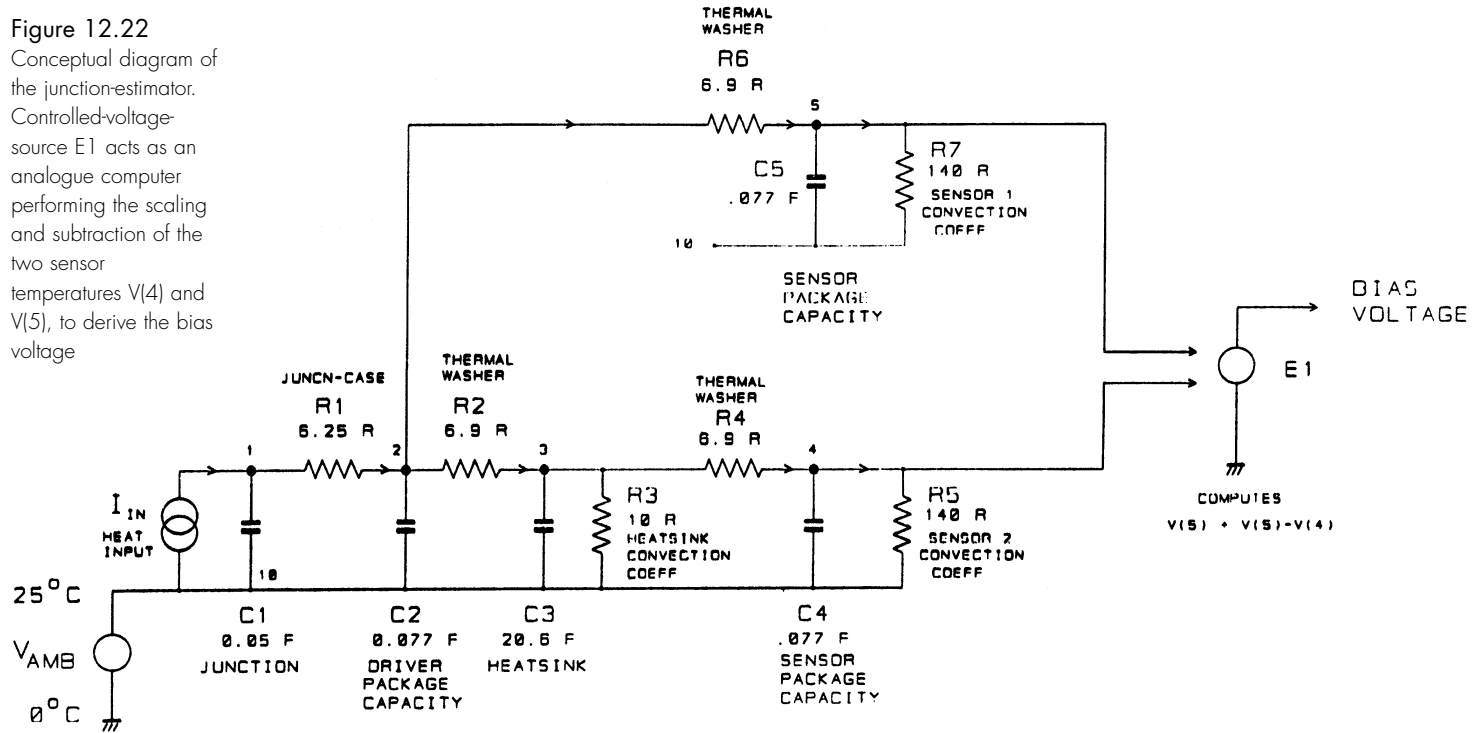 Figure 12.22
Conceptual diagram of
the junction-estimator.
Controlled-voltage-
source E1 acts as an
analogue computer
performing the scaling
and subtraction of the
two sensor
temperatures V(4) and
V(5), to derive the bias
voltage
THERMAL
WASHER
R6
6.9 R
5
C5
.077 F
R7
140 R
SENSOR 1
CONVECTION
COEFF
10
SENSOR
PACKAGE
CAPACITY
BIAS
VOLTAGE
E1
COMPUTES
V(5) + V(5)-V(4)
JUNCN-CASE
R1
6.25 R
THERMAL
WASHER
R2
6.9 R
THERMAL
WASHER
R4
6.9 R
1
2
3
4
I IN
HEAT
INPUT
R3
10 R
HEATSINK
CONVECTION
COEFF
R5
140 R
SENSOR 2
CONVECTION
COEFF
10
25°C
VAMB
0°C
C1
0.05 F
JUNCTION
C2
0.077 F
DRIVER
PACKAGE
CAPACITY
C3
20.6 F
HEATSINK
C4
.077 F
SENSOR
PACKAGE
CAPACITY